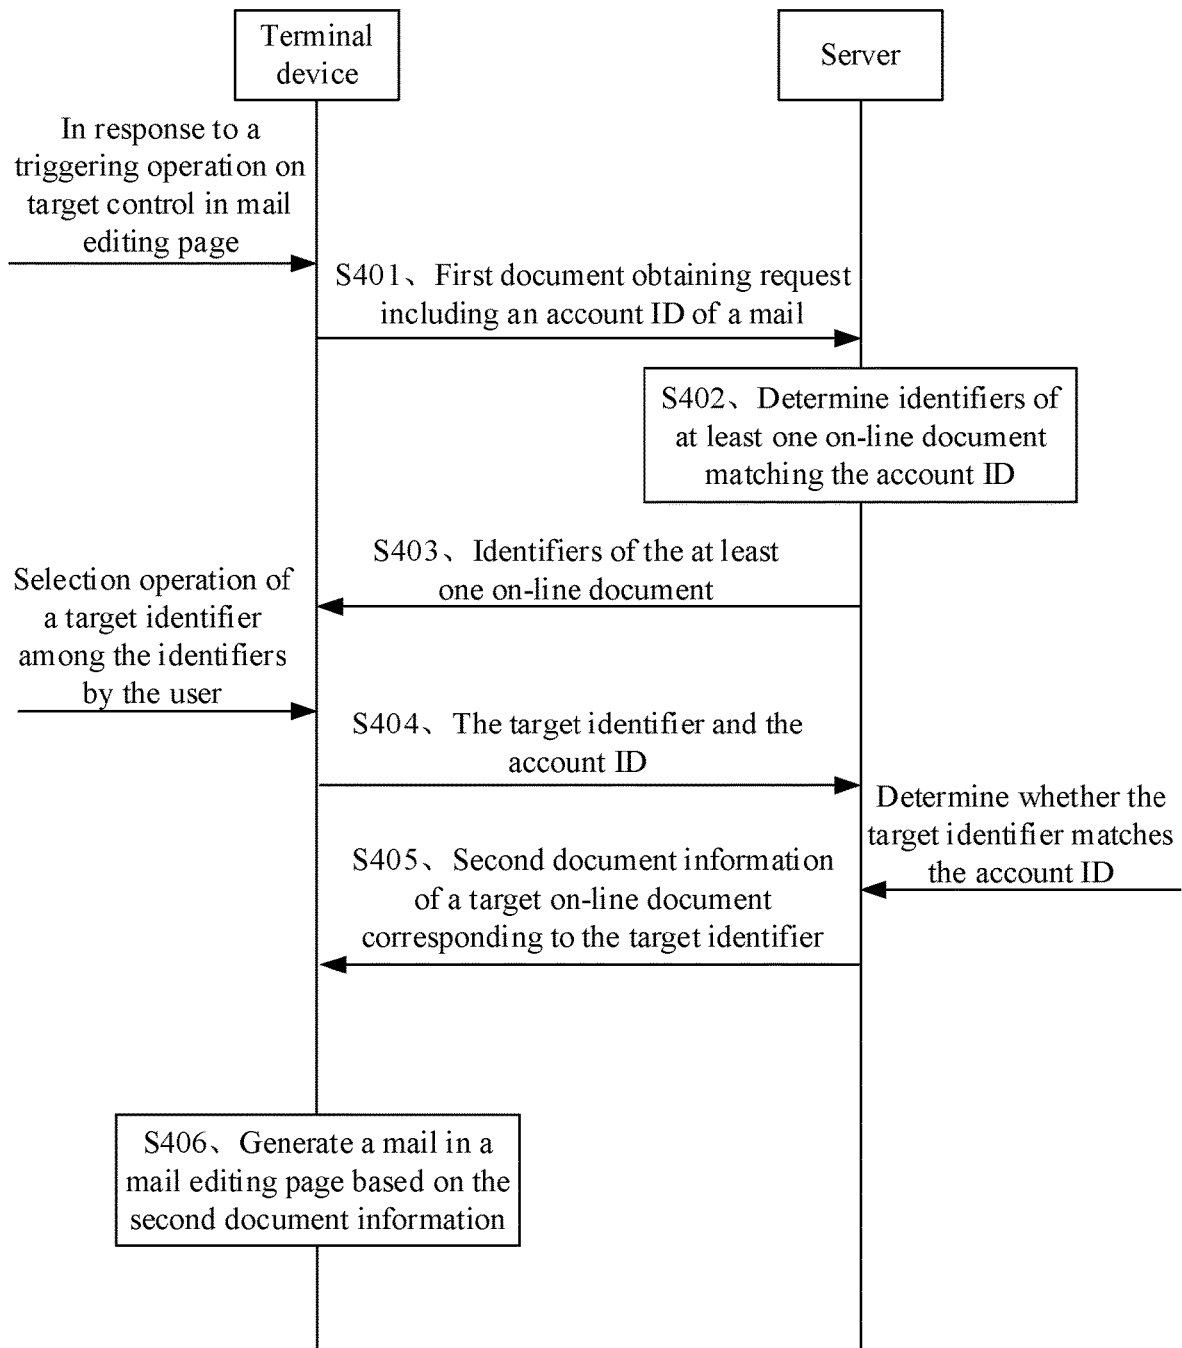 Terminal
device
Server
In response to a
triggering operation on
target control in mail
editing page
S401、First document obtaining request
including an account ID of a mail
S402、Determine identifiers of
at least one on-line document
matching the account ID
S403、Identifiers of the at least
one on-line document
Selection operation of
a target identifier
among the identifiers
by the user
S404、The target identifier and the
account ID
Determine whether the
target identifier matches
the account ID
S405、Second document information
of a target on-line document
corresponding to the target identifier
S406、Generate a mail in a
mail editing page based on the
second document information